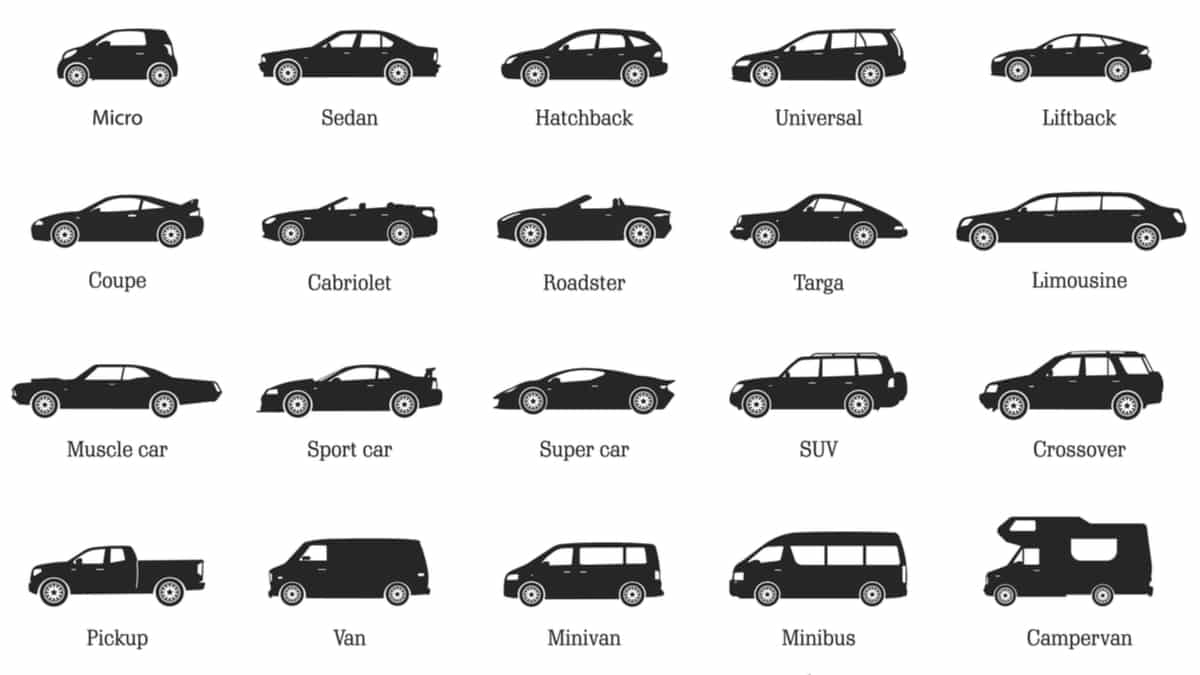 Micro
Sedan
Hatchback
Universal
Liftback
Coupe
Cabriolet
Roadster
Targa
Limousine
Muscle car
Sport car
Super car
SUV
Crossover
Pickup
Van
Minivan
Minibus
Campervan